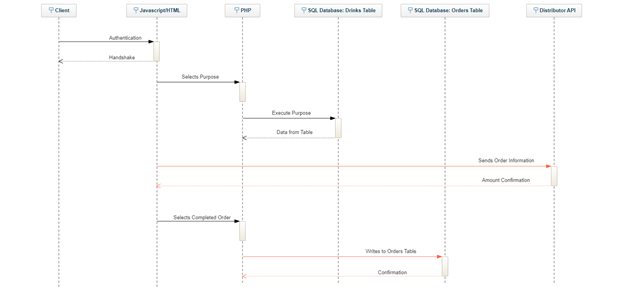 Client
Javascript/HTML
PHP
SQL Database: Drinks Table
SQL Database: Orders Table
Distributor API
Authentication
Handshake
Selects Purpose
Execute Purpose
Data from Table
Sends Order Information
Amount Confirmation
Selects Completed Order
Writes to Orders Table
Confirmation